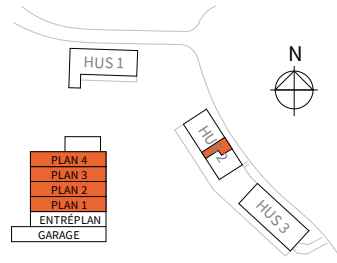 HUS 1
N
HUS 2
HUS 3
PLAN 4
PLAN 3
PLAN 2
PLAN 1
ENTRÉPLAN
GARAGE